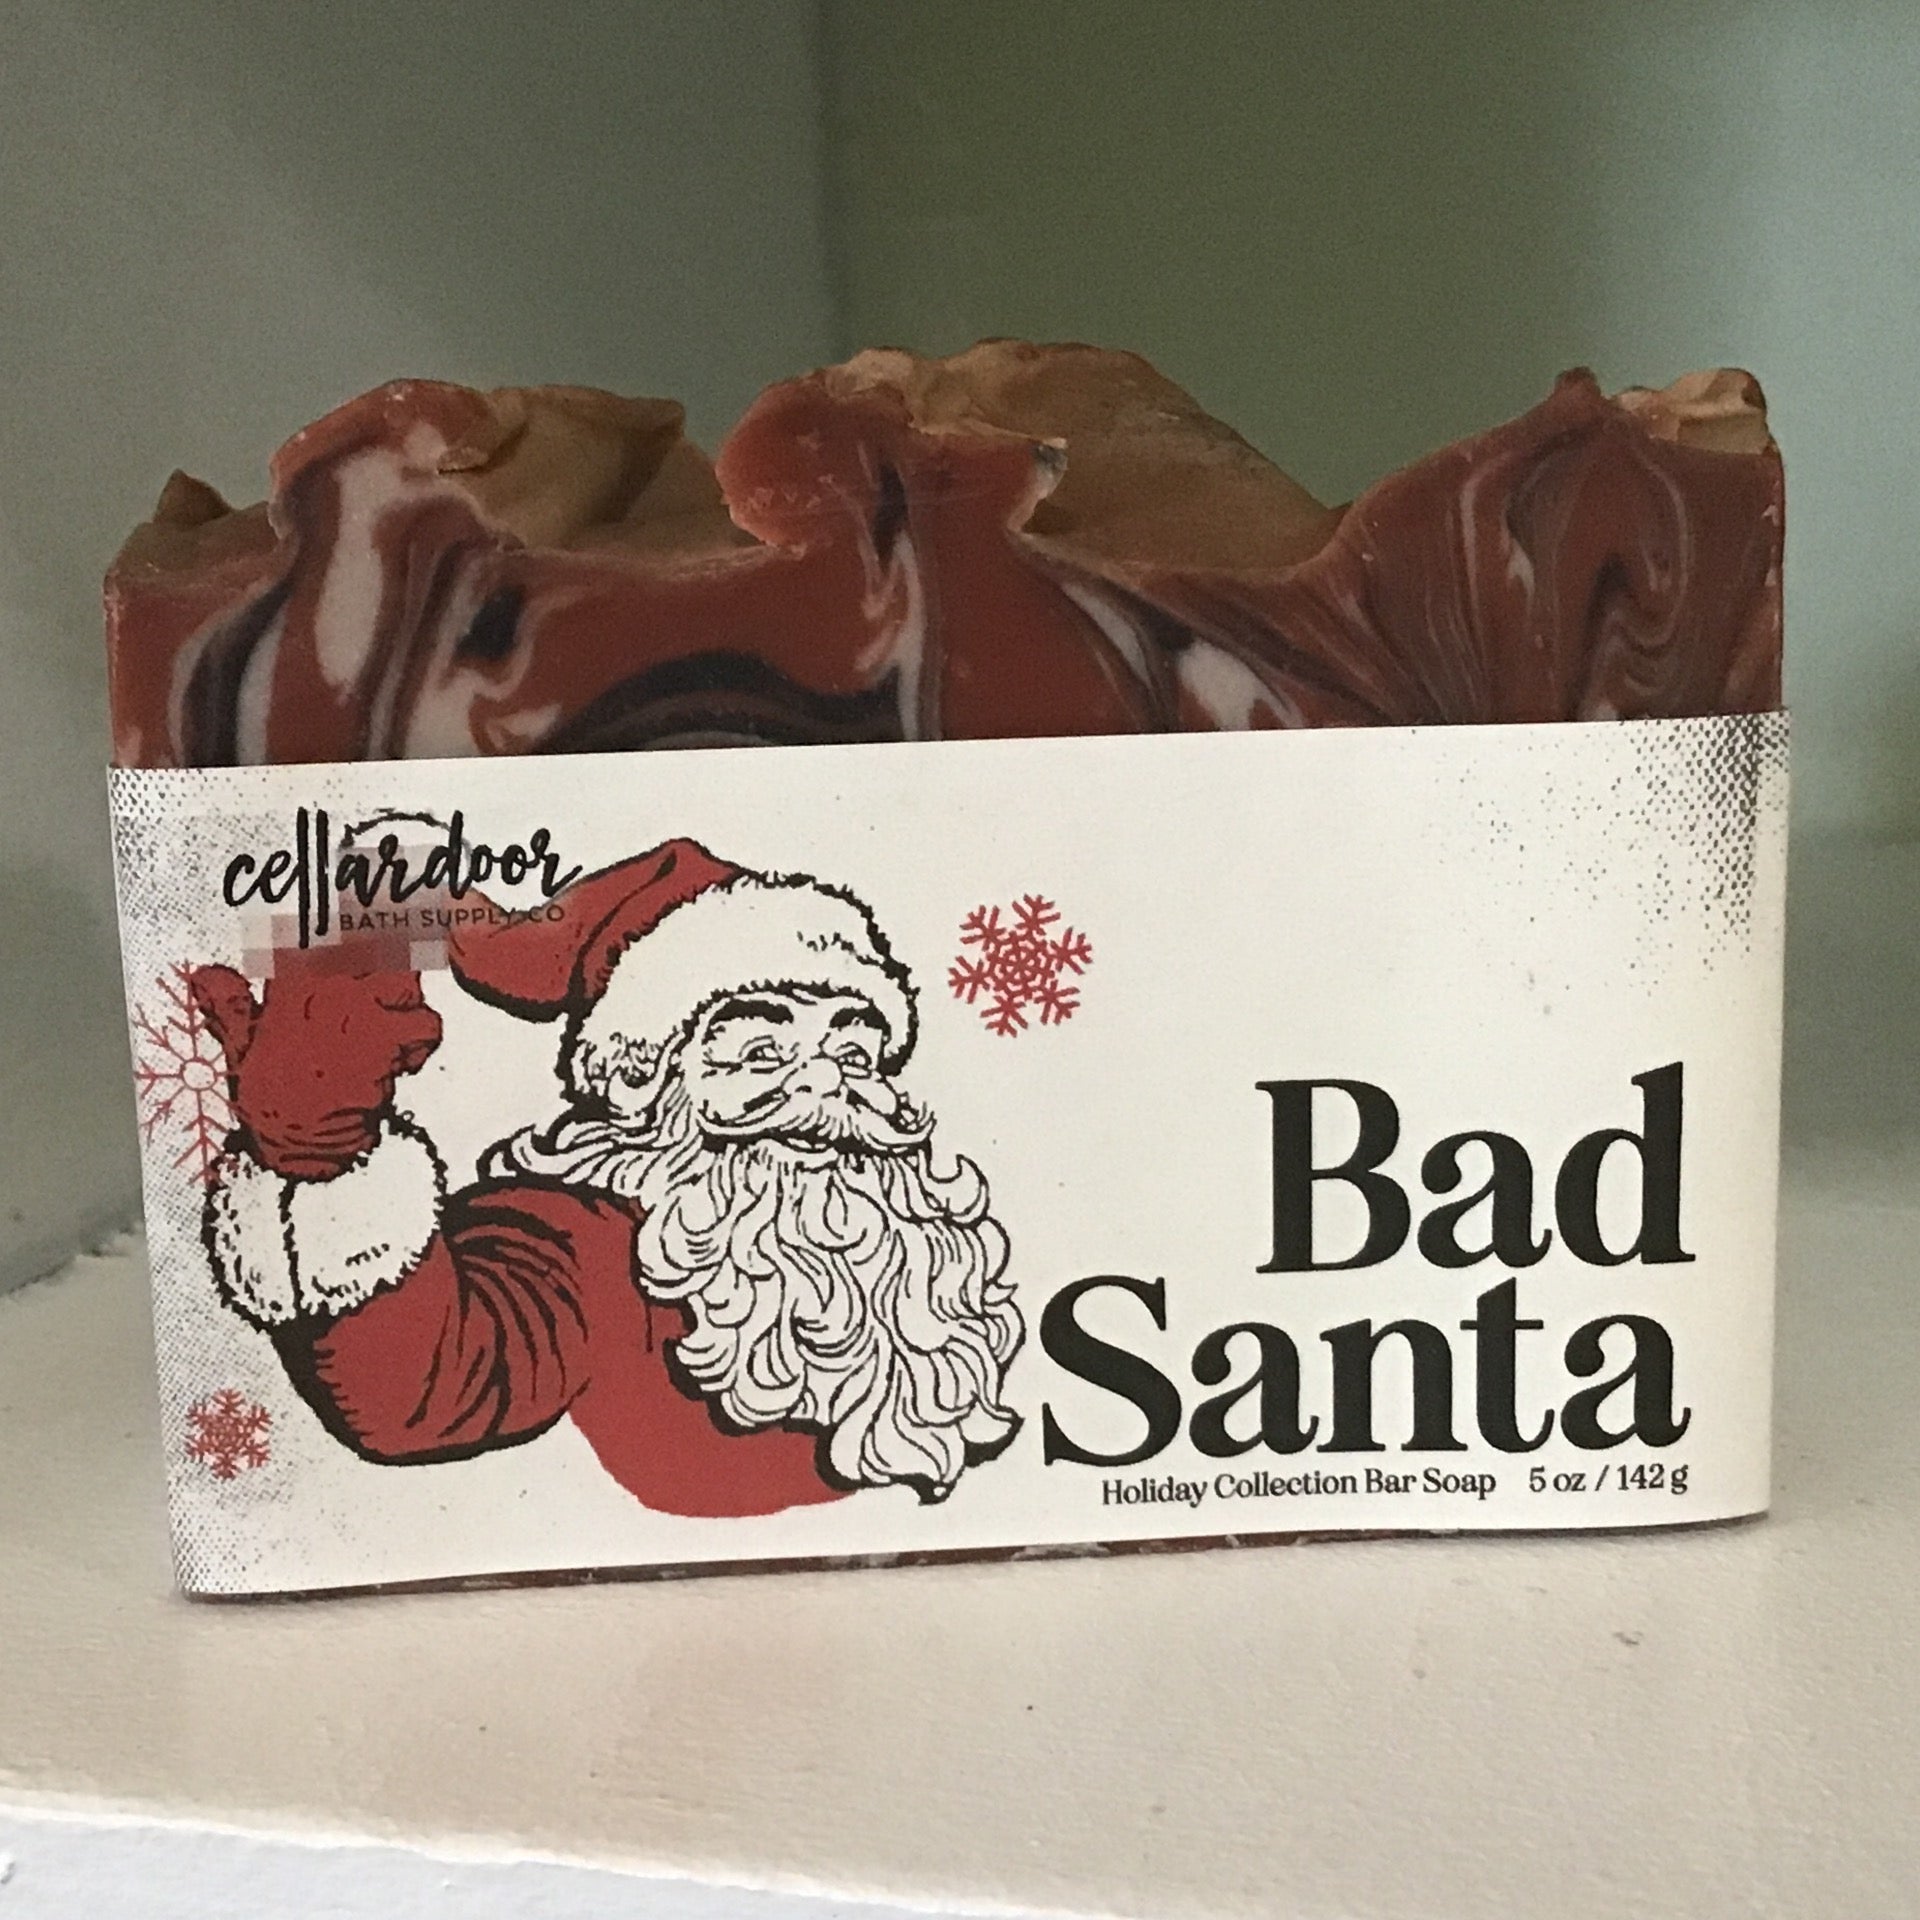 cellardoor
BATH SUPPLY CO
Bad
Santa
Holiday Collection Bar Soap 5 oz / 142 g